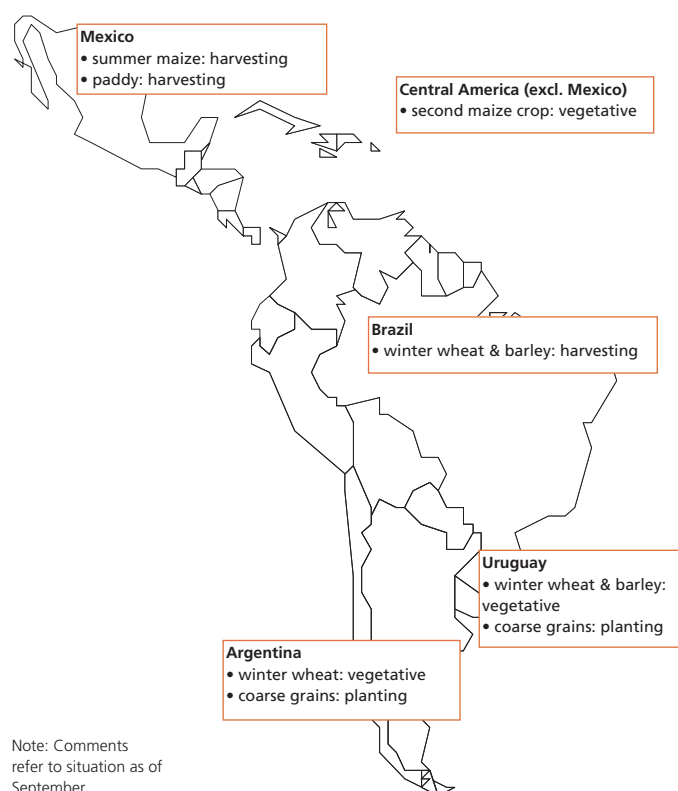 Mexico
• summer maize: harvesting
• paddy: harvesting
Central America (excl. Mexico)
• second maize crop: vegetative
Brazil
• winter wheat & barley: harvesting
Uruguay
• winter wheat & barley:
vegetative
• coarse grains: planting
Argentina
• winter wheat: vegetative
• coarse grains: planting
Note: Comments
refer to situation as of
September